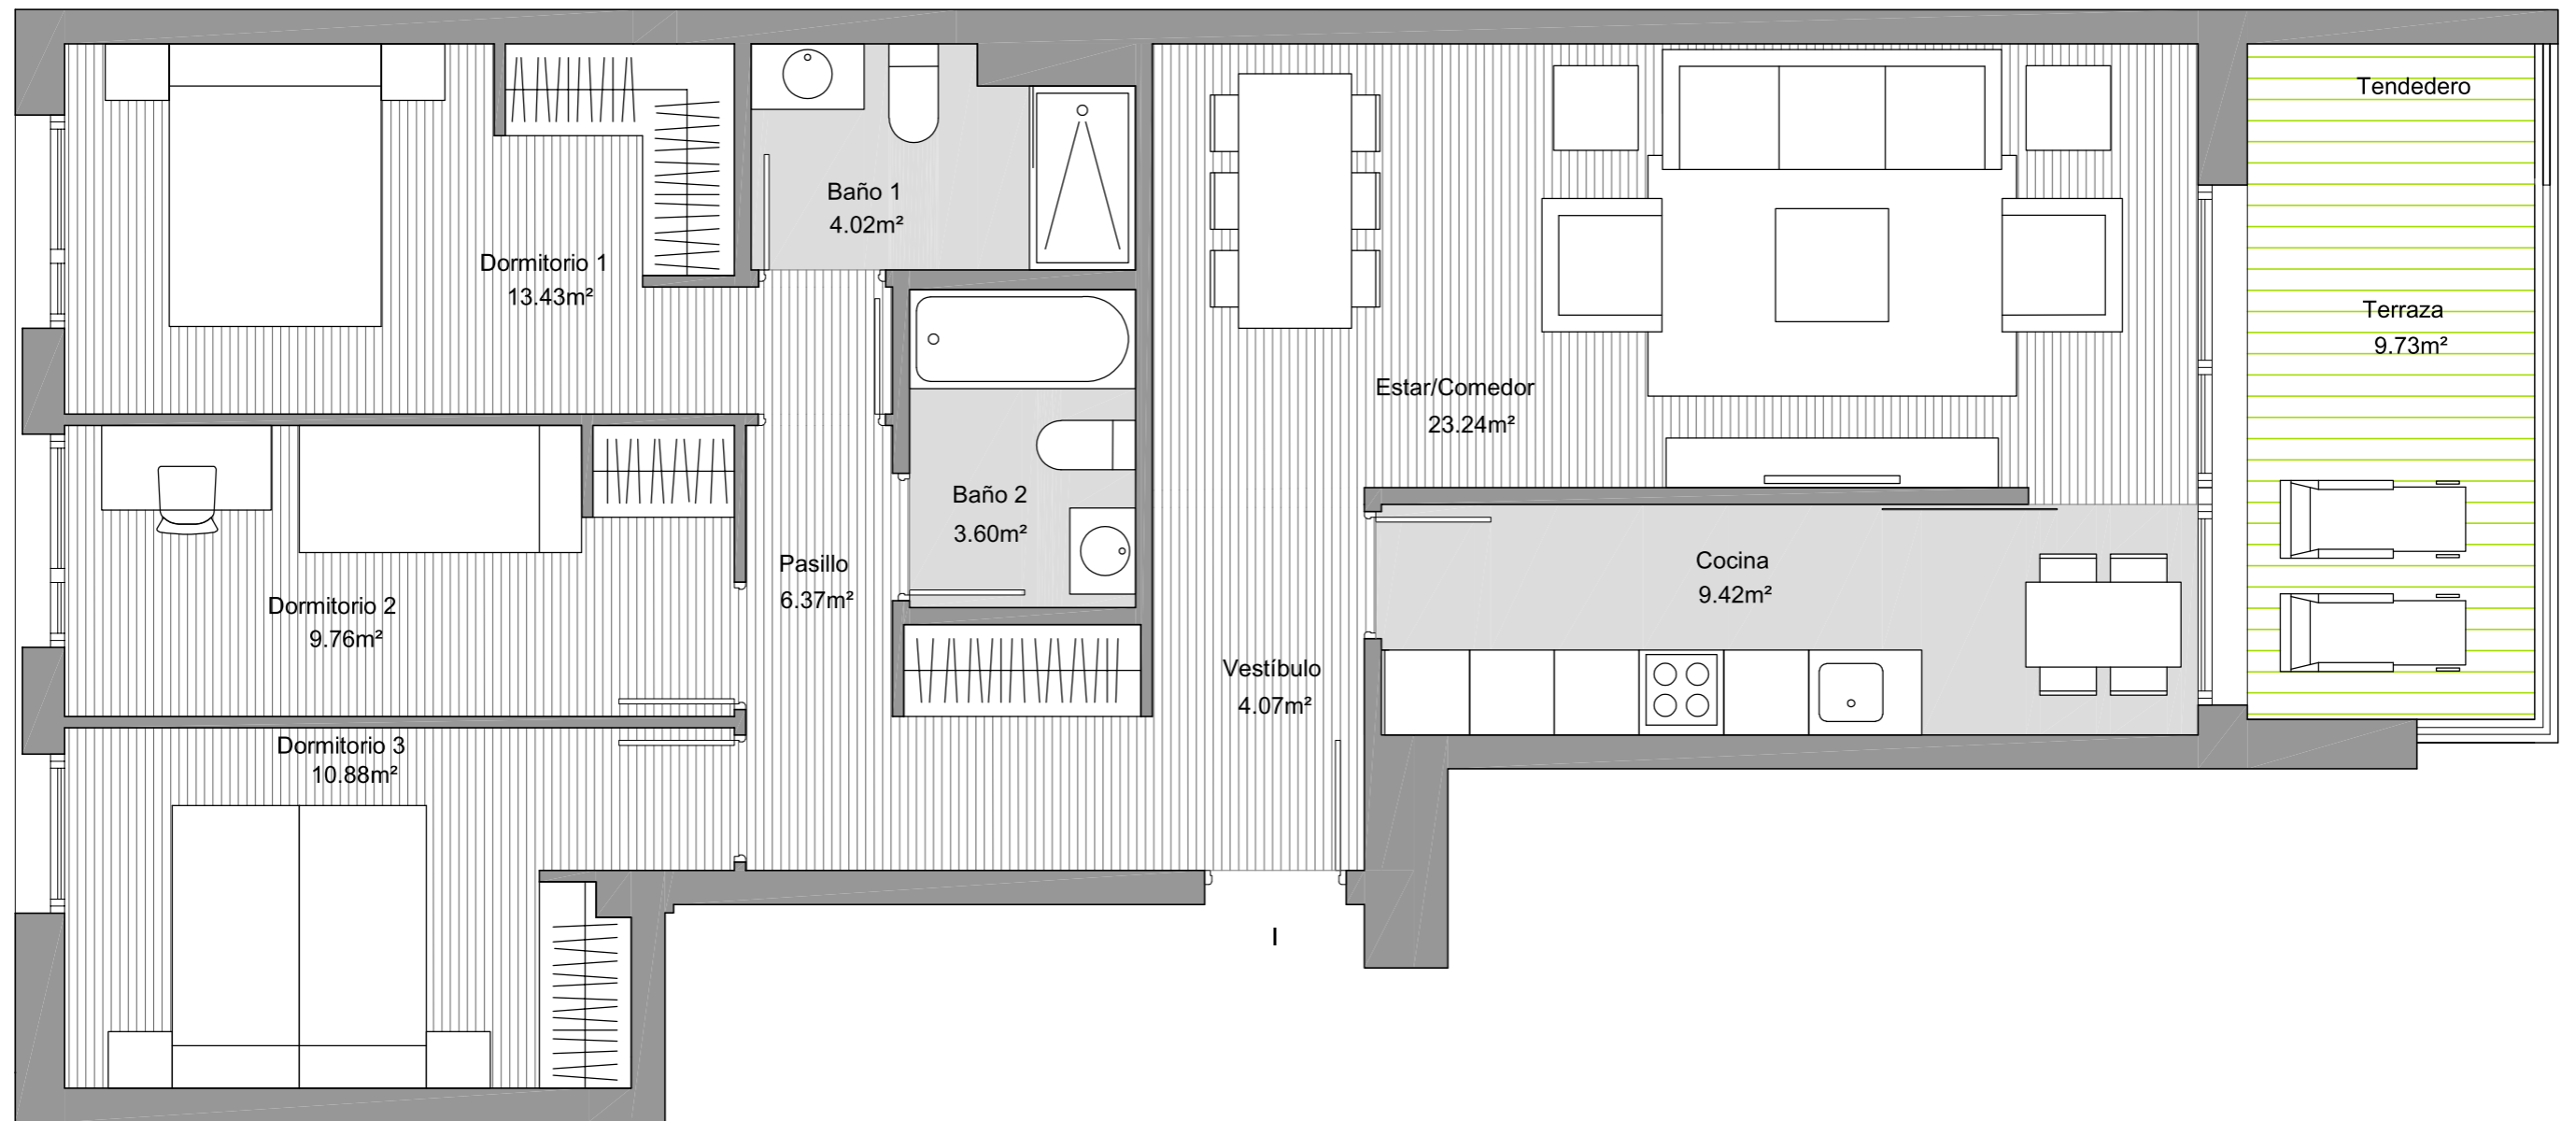 Tendedero
Baño 1
4.02m²
Dormitorio 1
13.43m²
Terraza
9.73m²
Estar/Comedor
23.24m²
Baño 2
3.60m²
Pasillo
6.37m²
Cocina
9.42m²
Dormitorio 2
9.76m²
Vestíbulo
4.07m²
Dormitorio 3
10.88m²
I